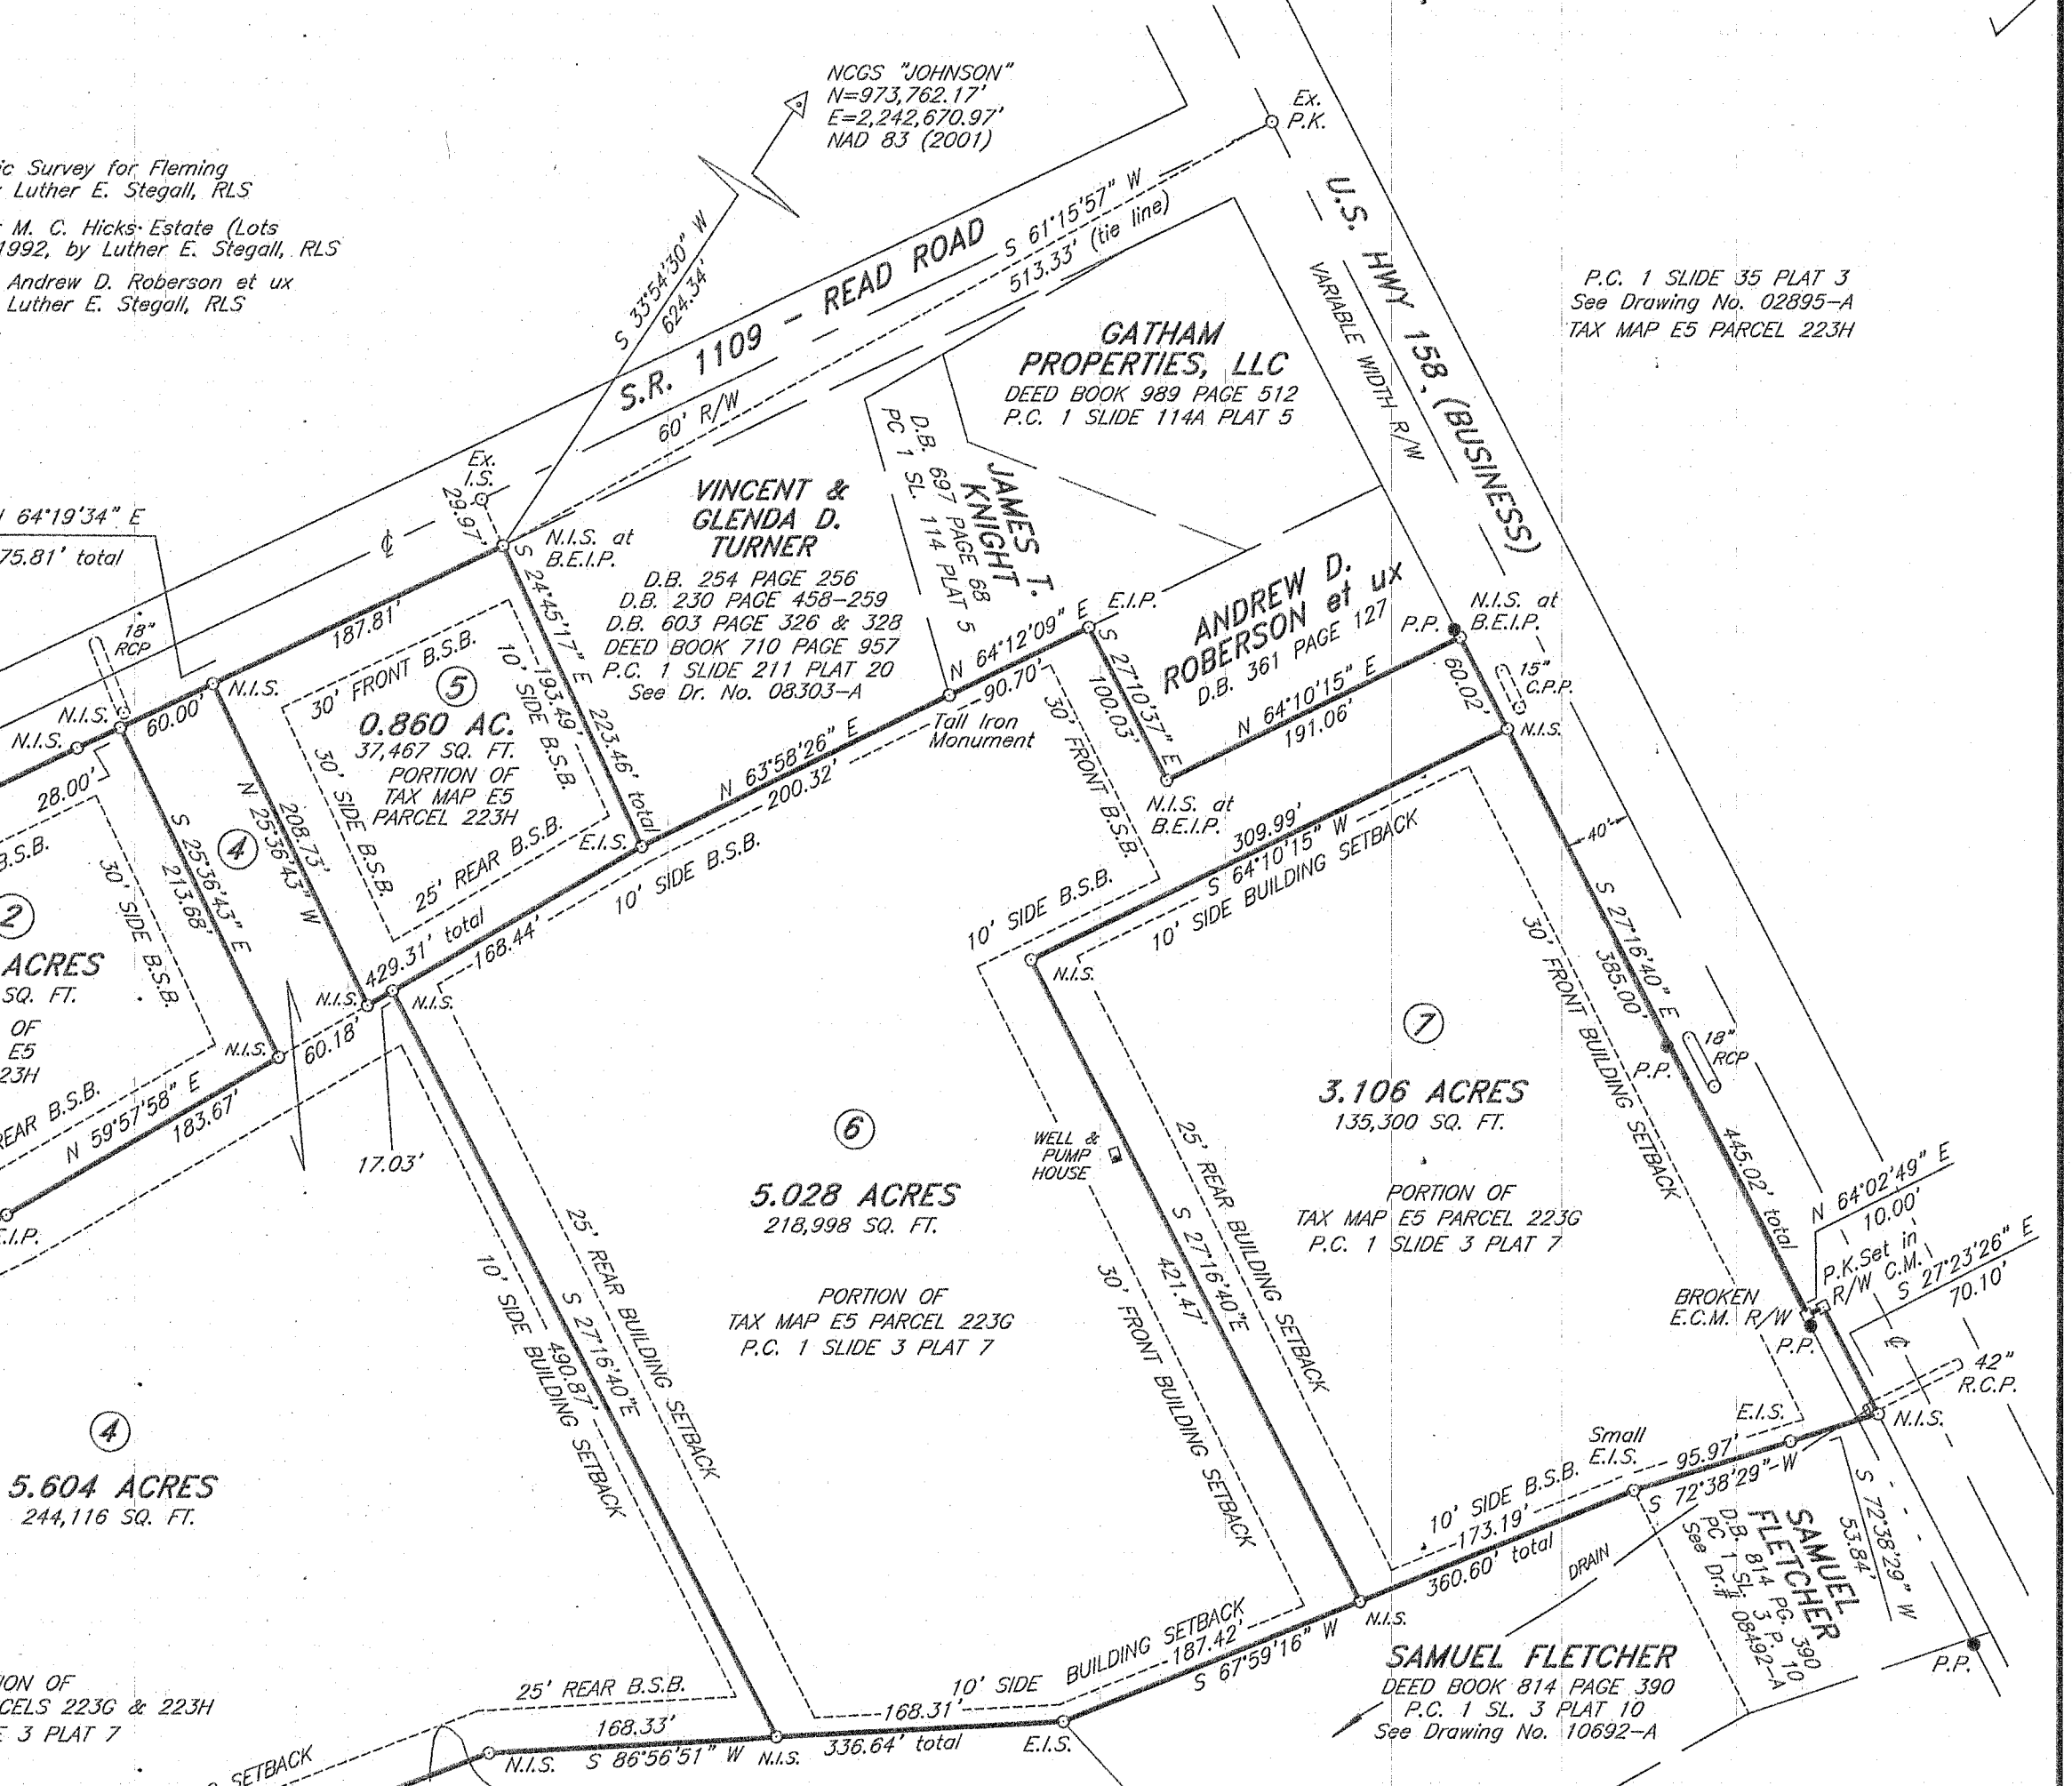 NCGS "JOHNSON"
N=973,762.17'
E=2,242,670.97'
NAD 83 (2001)
Ex.
P.K.
ic Survey for Fleming
Luther E. Stegall, RLS
M. C. Hicks Estate (Lots
1992, by Luther E. Stegall, RLS
Andrew D. Roberson et ux
Luther E. Stegall, RLS
S 33°54'30" W
624.34'
S.R. 1109 - READ ROAD
60' R/W
S 61°15'57" W
513.33' (tie line)
U.S. HWY 158 (BUSINESS)
VARIABLE WIDTH R/W
P.C. 1 SLIDE 35 PLAT 3
See Drawing No. 02895-A
TAX MAP E5 PARCEL 223H
GATHAM
PROPERTIES, LLC
DEED BOOK 989 PAGE 512
P.C. 1 SLIDE 114A PLAT 5
JAMES T.
KNIGHT
D.B. 697 PAGE 68
PC 1 SL. 114 PLAT 5
VINCENT &
GLENDA D.
TURNER
D.B. 254 PAGE 256
D.B. 230 PAGE 458-259
D.B. 603 PAGE 326 & 328
DEED BOOK 710 PAGE 957
P.C. 1 SLIDE 211 PLAT 20
See Dr. No. 08303-A
Ex.
I.S.
29.97'
N.I.S. at
B.E.I.P.
64°19'34" E
75.81' total
18"
RCP
187.81'
N.I.S.
60.00'
N.I.S.
N.I.S.
28.00'
30' FRONT B.S.B.
5
0.860 AC.
37,467 SQ. FT.
PORTION OF
TAX MAP E5
PARCEL 223H
10' SIDE B.S.B.
193.49'
S 24°45'17" E
223.46' total
30' SIDE B.S.B.
25' REAR B.S.B.
E.I.S.
N 25°36'43" W
208.73'
4
S 25°36'43" E
213.68'
30' SIDE B.S.B.
B.S.B.
2
ACRES
SQ. FT.
OF
E5
23H
REAR B.S.B.
N.I.S.
N 59°57'58" E
183.67'
E.I.P.
60.18'
N.I.S.
N.I.S.
17.03'
429.31' total
168.44'
10' SIDE B.S.B.
N 63°58'26" E
200.32'
Tall Iron
Monument
N 64°12'09" E
90.70'
E.I.P.
S 27°10'37" E
100.03'
30' FRONT B.S.B.
N.I.S. at
B.E.I.P.
ANDREW D.
ROBERSON et ux
D.B. 361 PAGE 127
N 64°10'15" E
191.06'
P.P.
N.I.S. at
B.E.I.P.
60.02'
15"
C.P.P.
N.I.S.
40'
309.99'
S 64°10'15" W
10' SIDE BUILDING SETBACK
10' SIDE B.S.B.
N.I.S.
S 27°16'40" E
385.00'
30' FRONT BUILDING SETBACK
P.P.
18"
RCP
445.02' total
7
3.106 ACRES
135,300 SQ. FT.
PORTION OF
TAX MAP E5 PARCEL 223G
P.C. 1 SLIDE 3 PLAT 7
25' REAR BUILDING SETBACK
S 27°16'40"E
421.47'
WELL &
PUMP
HOUSE
30' FRONT BUILDING SETBACK
6
5.028 ACRES
218,998 SQ. FT.
PORTION OF
TAX MAP E5 PARCEL 223G
P.C. 1 SLIDE 3 PLAT 7
25' REAR BUILDING SETBACK
S 27°16'40"E
490.87'
10' SIDE BUILDING SETBACK
4
5.604 ACRES
244,116 SQ. FT.
ION OF
CELS 223G & 223H
E 3 PLAT 7
SETBACK
25' REAR B.S.B.
168.33'
N.I.S.
S 86°56'51" W
N.I.S.
168.31'
336.64' total
E.I.S.
10' SIDE BUILDING SETBACK
187.42'
S 67°59'16" W
N.I.S.
10' SIDE B.S.B.
173.19'
360.60' total
Small
E.I.S.
95.97'
S 72°38'29" W
E.I.S.
DRAIN
N 64°02'49" E
10.00'
P.K.Set in
R/W C.M.
S 27°23'26" E
70.10'
BROKEN
E.C.M. R/W
P.P.
42"
R.C.P.
N.I.S.
S 72°38'29" W
53.84'
SAMUEL
FLETCHER
D.B. 814 PG. 390
PC 1 SL. 3 P. 10
See Dr.# 08492-A
P.P.
SAMUEL FLETCHER
DEED BOOK 814 PAGE 390
P.C. 1 SL. 3 PLAT 10
See Drawing No. 10692-A